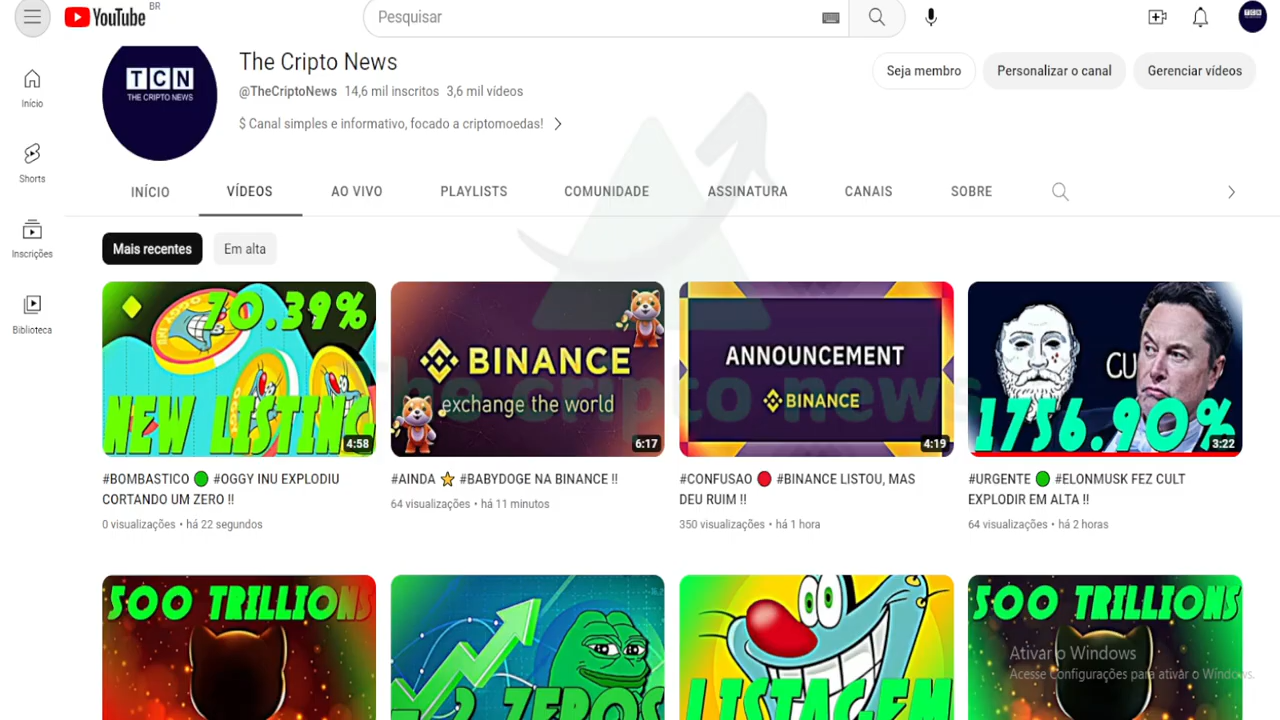 YouTube
BR
Pesquisar
TCN
The Cripto News
TCN
THE CRIPTO NEWS
@TheCriptoNews 14,6 mil inscritos 3,6 mil vídeos
Seja membro
Personalizar o canal
Gerenciar vídeos
$ Canal simples e informativo, focado a criptomoedas!
Início
Shorts
Inscrições
Biblioteca
INÍCIO
VÍDEOS
AO VIVO
PLAYLISTS
COMUNIDADE
ASSINATURA
CANAIS
SOBRE
Mais recentes
Em alta
70.39%
NEW LISTING
4:58
BINANCE
exchange the world
6:17
ANNOUNCEMENT
BINANCE
4:19
CU
1756.90%
3:22
The cripto news
#BOMBASTICO 🟢 #OGGY INU EXPLODIU
CORTANDO UM ZERO !!
0 visualizações • há 22 segundos
#AINDA ⭐ #BABYDOGE NA BINANCE !!
64 visualizações • há 11 minutos
#CONFUSAO 🔴 #BINANCE LISTOU, MAS
DEU RUIM !!
350 visualizações • há 1 hora
#URGENTE 🟢 #ELONMUSK FEZ CULT
EXPLODIR EM ALTA !!
64 visualizações • há 2 horas
500 TRILLIONS
2 ZEROS
LISTAGEM
500 TRILLIONS
Ativar o Windows
Acesse Configurações para ativar o Windows.